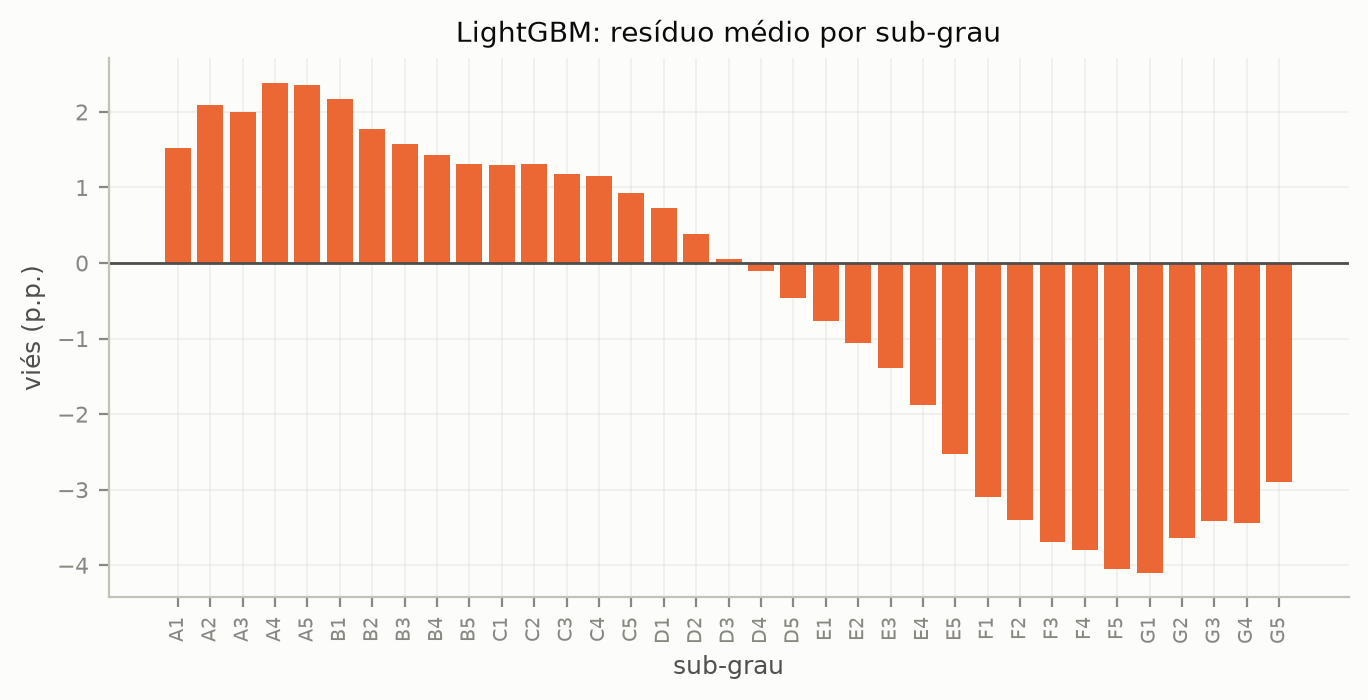 LightGBM: resíduo médio por sub-grau
viés (p.p.)
2
1
0
−1
−2
−3
−4
A1 A2 A3 A4 A5 B1 B2 B3 B4 B5 C1 C2 C3 C4 C5 D1 D2 D3 D4 D5 E1 E2 E3 E4 E5 F1 F2 F3 F4 F5 G1 G2 G3 G4 G5
sub-grau